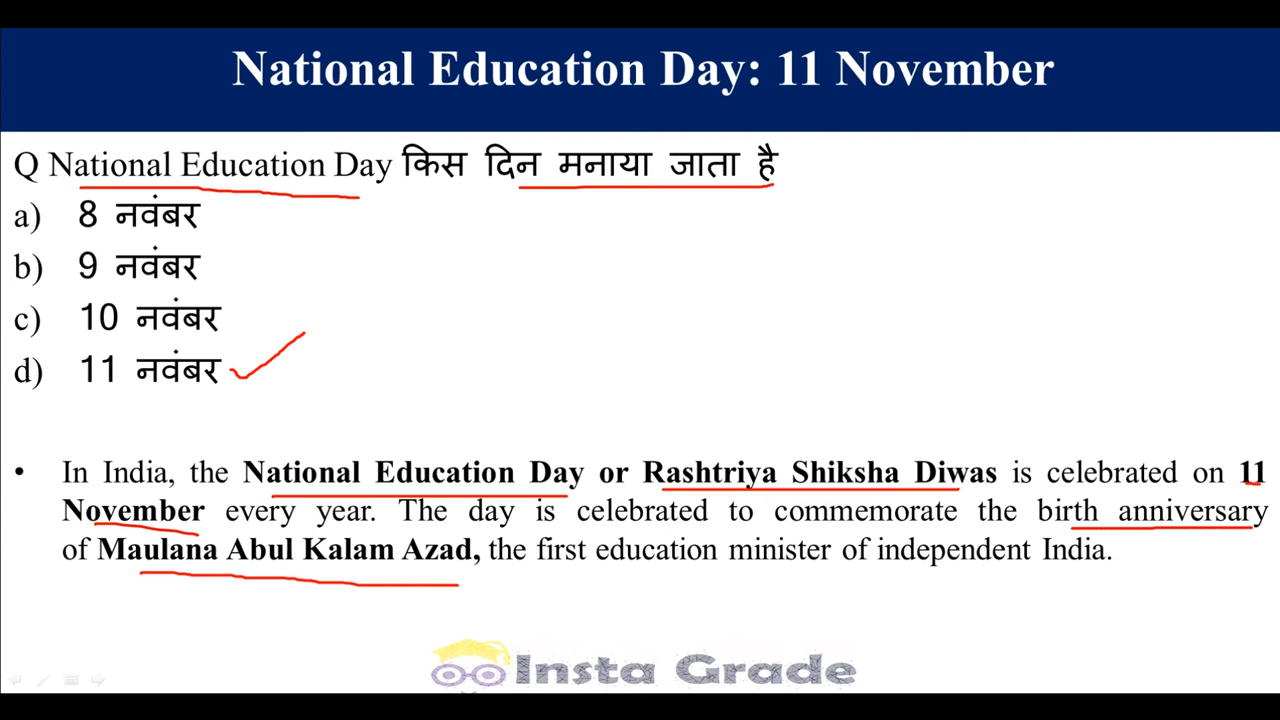 National Education Day: 11 November
Q National Education Day किस दिन मनाया जाता है
a) 8 नवंबर
b) 9 नवंबर
c) 10 नवंबर
d) 11 नवंबर
• In India, the National Education Day or Rashtriya Shiksha Diwas is celebrated on 11
November every year. The day is celebrated to commemorate the birth anniversary
of Maulana Abul Kalam Azad, the first education minister of independent India.
Insta Grade